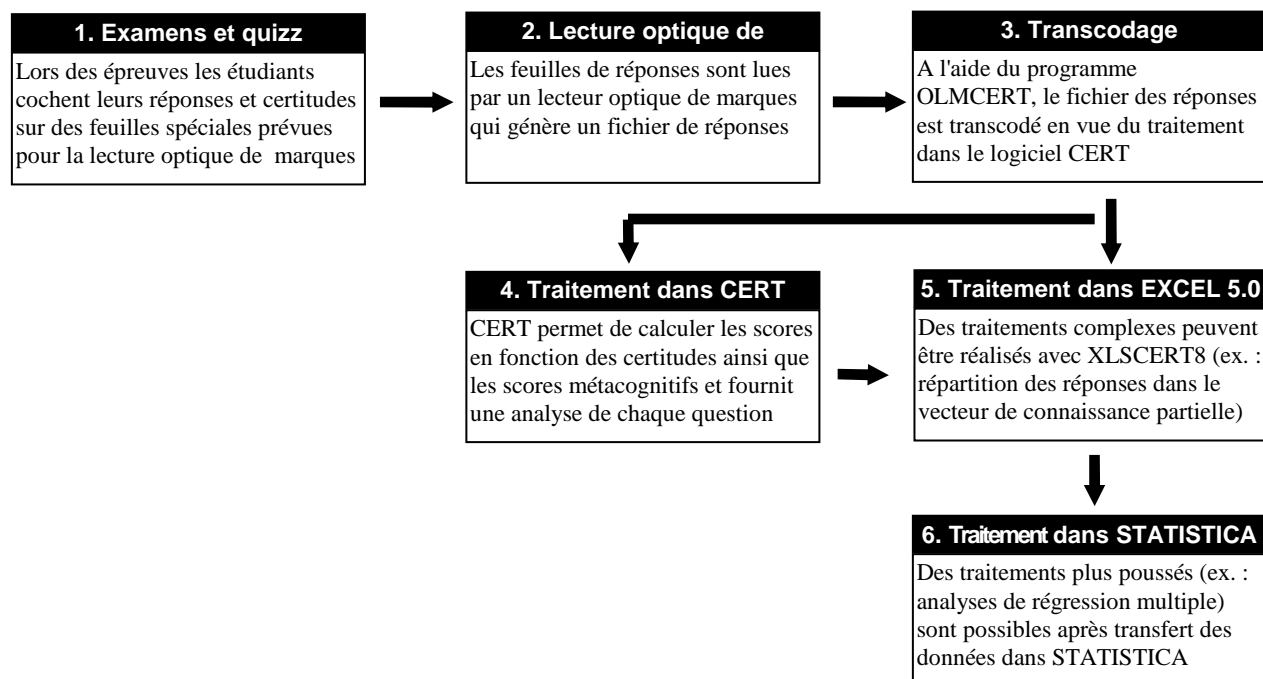 1. Examens et quizz
Lors des épreuves les étudiants
cochent leurs réponses et certitudes
sur des feuilles spéciales prévues
pour la lecture optique de marques
2. Lecture optique de
Les feuilles de réponses sont lues
par un lecteur optique de marques
qui génère un fichier de réponses
3. Transcodage
A l'aide du programme
OLMCERT, le fichier des réponses
est transcodé en vue du traitement
dans le logiciel CERT
4. Traitement dans CERT
CERT permet de calculer les scores
en fonction des certitudes ainsi que
les scores métacognitifs et fournit
une analyse de chaque question
5. Traitement dans EXCEL 5.0
Des traitements complexes peuvent
être réalisés avec XLSCERT8 (ex. :
répartition des réponses dans le
vecteur de connaissance partielle)
6. Traitement dans STATISTICA
Des traitements plus poussés (ex. :
analyses de régression multiple)
sont possibles après transfert des
données dans STATISTICA